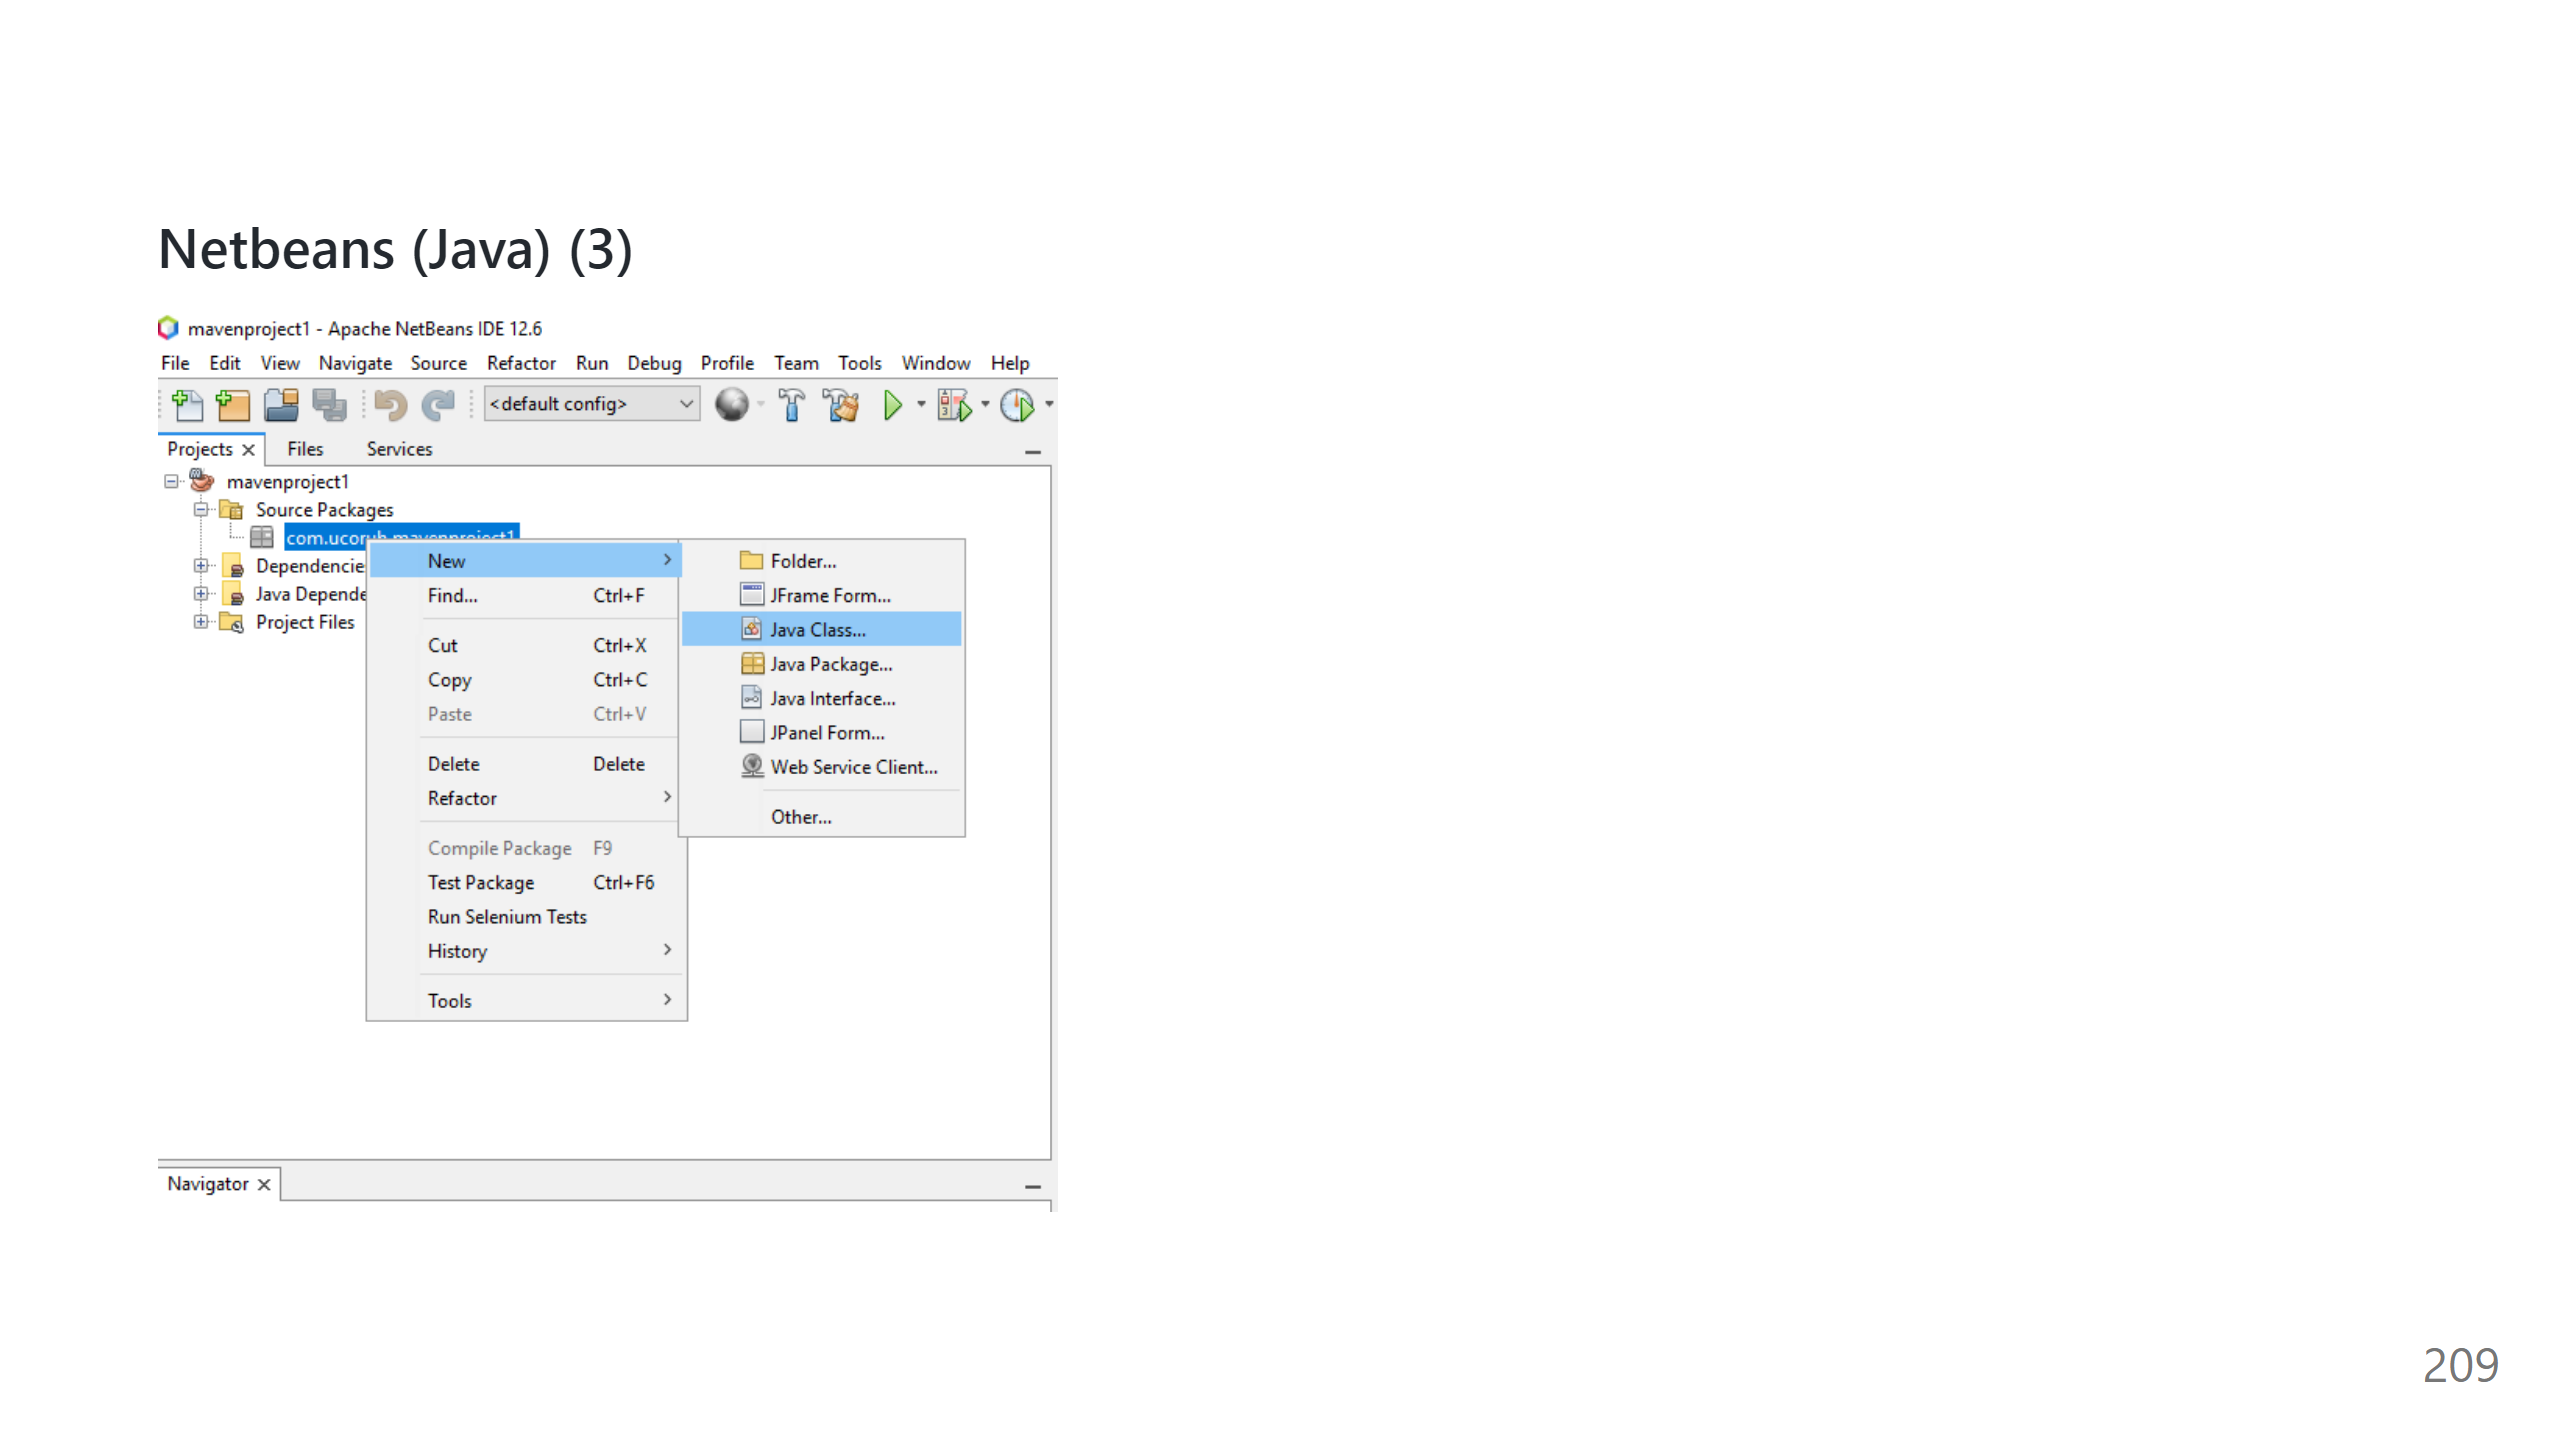 Netbeans (Java) (3)
mavenproject1 - Apache NetBeans IDE 12.6
File Edit View Navigate Source Refactor Run Debug Profile Team Tools Window Help
<default config>
Projects Files Services
mavenproject1
Source Packages
com.ucoruh.mavenproject1
Dependencie
Java Depende
Project Files
New
Find... Ctrl+F
Cut Ctrl+X
Copy Ctrl+C
Paste Ctrl+V
Delete Delete
Refactor
Compile Package F9
Test Package Ctrl+F6
Run Selenium Tests
History
Tools
Folder...
JFrame Form...
Java Class...
Java Package...
Java Interface...
JPanel Form...
Web Service Client...
Other...
Navigator
209